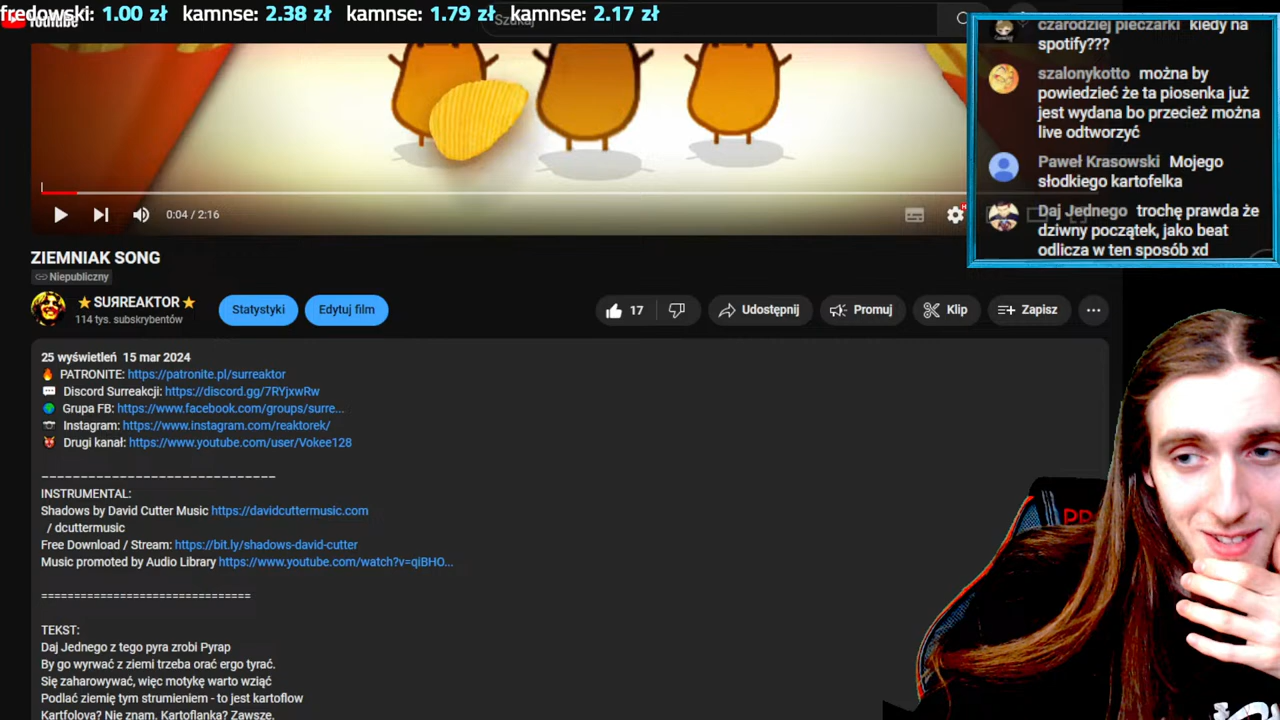 fredowski: 1.00 zł kamnse: 2.38 zł kamnse: 1.79 zł kamnse: 2.17 zł
Szukaj
czarodziej pieczarki kiedy na
spotify???
szalonykotto można by
powiedzieć że ta piosenka już
jest wydana bo przecież można
live odtworzyć
Paweł Krasowski Mojego
słodkiego kartofelka
Daj Jednego trochę prawda że
dziwny początek, jako beat
odlicza w ten sposób xd
0:04 / 2:16
ZIEMNIAK SONG
Niepubliczny
⭐SUЯREAKTOR⭐
114 tys. subskrybentów
Statystyki
Edytuj film
17
Udostępnij
Promuj
Klip
Zapisz
25 wyświetleń 15 mar 2024
🔥 PATRONITE: https://patronite.pl/surreaktor
💬 Discord Surreakcji: https://discord.gg/7RYjxwRw
🌍 Grupa FB: https://www.facebook.com/groups/surre...
📷 Instagram: https://www.instagram.com/reaktorek/
👹 Drugi kanał: https://www.youtube.com/user/Vokee128
______________________________
INSTRUMENTAL:
Shadows by David Cutter Music https://davidcuttermusic.com
/ dcuttermusic
Free Download / Stream: https://bit.ly/shadows-david-cutter
Music promoted by Audio Library https://www.youtube.com/watch?v=qiBHO...
================================
TEKST:
Daj Jednego z tego pyra zrobi Pyrap
By go wyrwać z ziemi trzeba orać ergo tyrać.
Się zaharowywać, więc motykę warto wziąć
Podlać ziemię tym strumieniem - to jest kartoflow
Kartfolova? Nie znam. Kartoflanka? Zawsze.